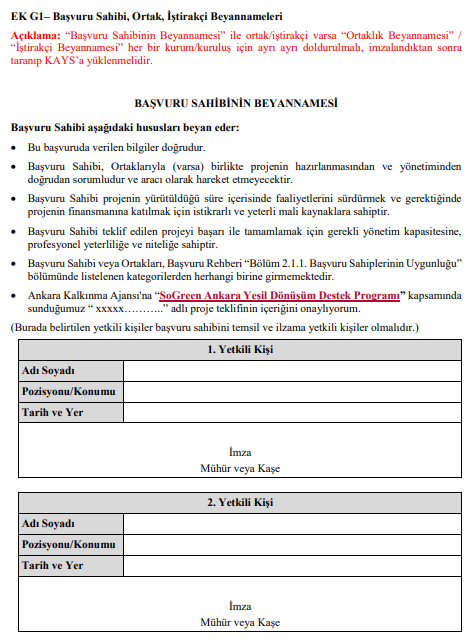 EK G1– Başvuru Sahibi, Ortak, İştirakçi Beyannameleri
Açıklama: “Başvuru Sahibinin Beyannamesi” ile ortak/iştirakçi varsa “Ortaklık Beyannamesi” /
“İştirakçi Beyannamesi” her bir kurum/kuruluş için ayrı ayrı doldurulmalı, imzalandıktan sonra
taranıp KAYS’a yüklenmelidir.
BAŞVURU SAHİBİNİN BEYANNAMESİ
Başvuru Sahibi aşağıdaki hususları beyan eder:
• Bu başvuruda verilen bilgiler doğrudur.
• Başvuru Sahibi, Ortaklarıyla (varsa) birlikte projenin hazırlanmasından ve yönetiminden
doğrudan sorumludur ve aracı olarak hareket etmeyecektir.
• Başvuru Sahibi projenin yürütüldüğü süre içerisinde faaliyetlerini sürdürmek ve gerektiğinde
projenin finansmanına katılmak için istikrarlı ve yeterli mali kaynaklara sahiptir.
• Başvuru Sahibi teklif edilen projeyi başarı ile tamamlamak için gerekli yönetim kapasitesine,
profesyonel yeterliliğe ve niteliğe sahiptir.
• Başvuru Sahibi veya Ortakları, Başvuru Rehberi “Bölüm 2.1.1. Başvuru Sahiplerinin Uygunluğu”
bölümünde listelenen kategorilerden herhangi birine girmemektedir.
• Ankara Kalkınma Ajansı'na “SoGreen Ankara Yeşil Dönüşüm Destek Programı” kapsamında
sunduğumuz “ xxxxx………..” adlı proje teklifinin içeriğini onaylıyorum.
(Burada belirtilen yetkili kişiler başvuru sahibini temsil ve ilzama yetkili kişiler olmalıdır.)
1. Yetkili Kişi
Adı Soyadı
Pozisyonu/Konumu
Tarih ve Yer
İmza
Mühür veya Kaşe
2. Yetkili Kişi
Adı Soyadı
Pozisyonu/Konumu
Tarih ve Yer
İmza
Mühür veya Kaşe